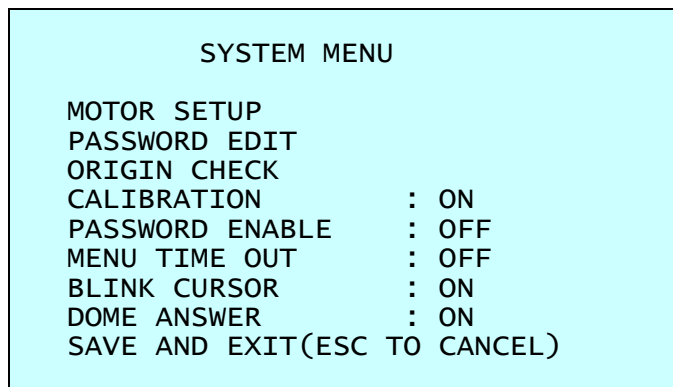 SYSTEM MENU
MOTOR SETUP
PASSWORD EDIT
ORIGIN CHECK
CALIBRATION : ON
PASSWORD ENABLE : OFF
MENU TIME OUT : OFF
BLINK CURSOR : ON
DOME ANSWER : ON
SAVE AND EXIT(ESC TO CANCEL)